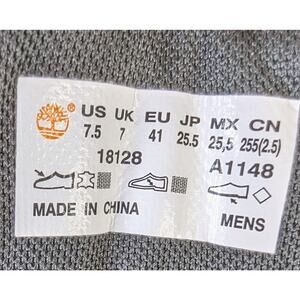 US UK EU JP MX CN
7.5 7 41 25.5 25,5 255(2.5)
18128 A1148
MADE IN CHINA MENS